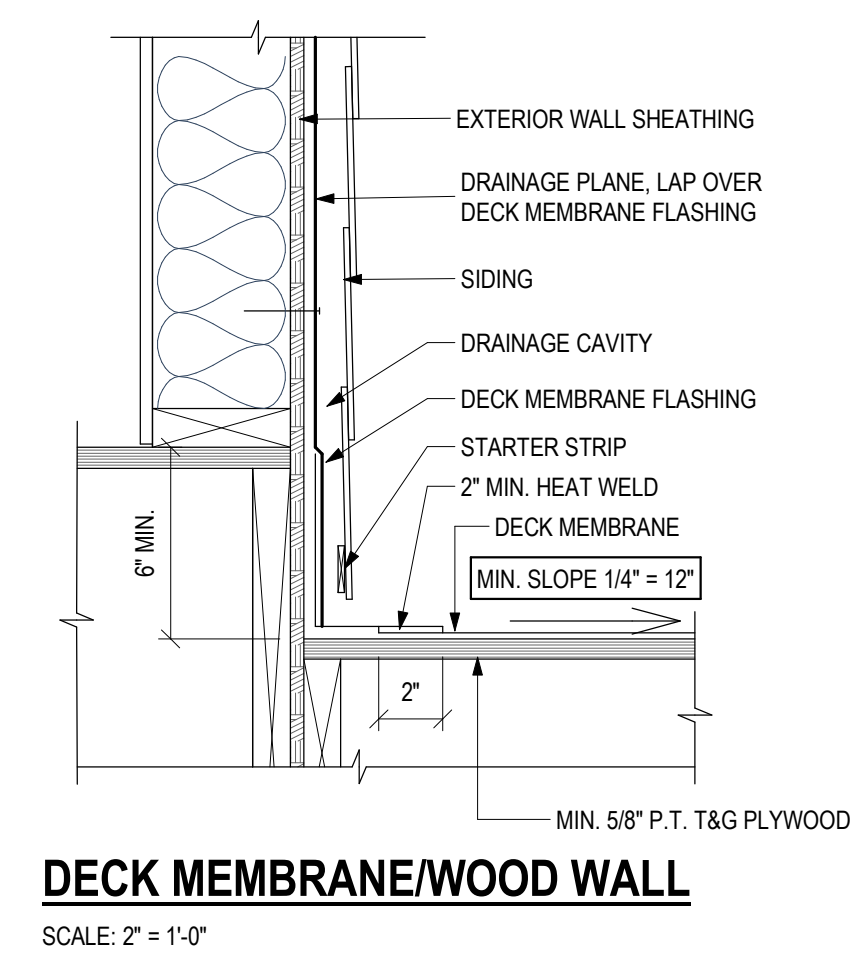 EXTERIOR WALL SHEATHING
DRAINAGE PLANE, LAP OVER
DECK MEMBRANE FLASHING
SIDING
DRAINAGE CAVITY
DECK MEMBRANE FLASHING
STARTER STRIP
2" MIN. HEAT WELD
DECK MEMBRANE
6" MIN.
MIN. SLOPE 1/4" = 12"
2"
MIN. 5/8" P.T. T&G PLYWOOD
DECK MEMBRANE/WOOD WALL
SCALE: 2" = 1'-0"